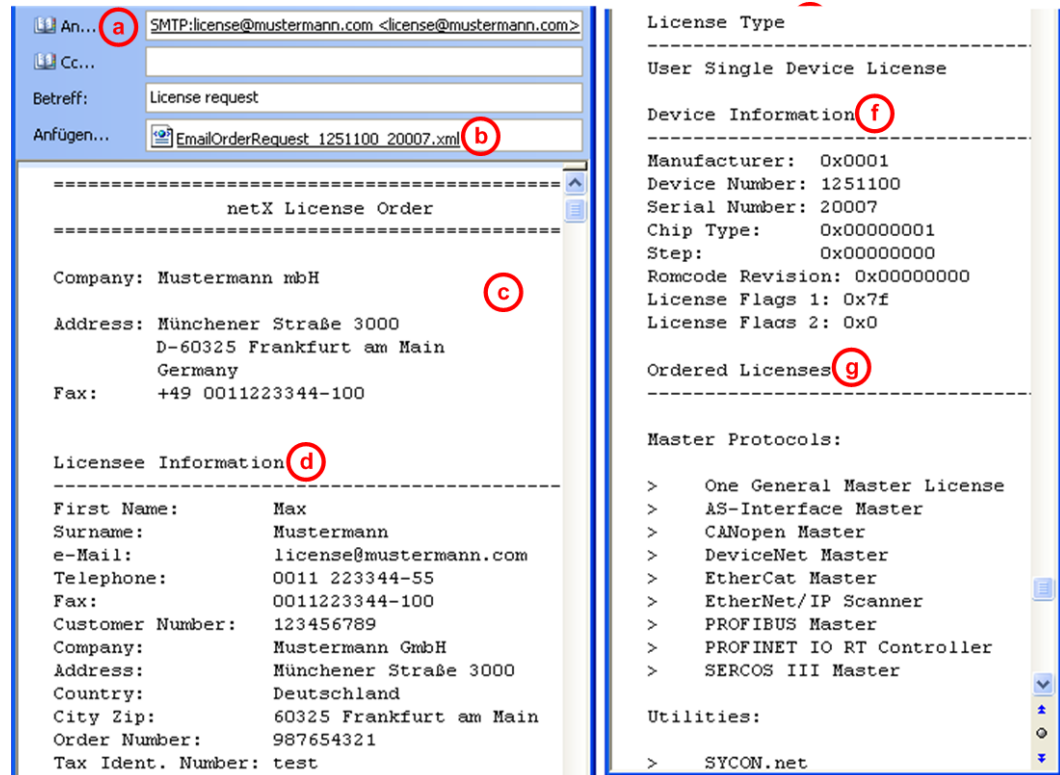 An... a SMTP:license@mustermann.com <license@mustermann.com>
Cc...
Betreff: License request
Anfügen... EmailOrderRequest_1251100_20007.xml b
==============================================
netX License Order
==============================================
Company: Mustermann mbH
c
Address: Münchener Straße 3000
D-60325 Frankfurt am Main
Germany
Fax: +49 0011223344-100
Licensee Information d
----------------------------------------------
First Name: Max
Surname: Mustermann
e-Mail: license@mustermann.com
Telephone: 0011 223344-55
Fax: 0011223344-100
Customer Number: 123456789
Company: Mustermann GmbH
Address: Münchener Straße 3000
Country: Deutschland
City Zip: 60325 Frankfurt am Main
Order Number: 987654321
Tax Ident. Number: test
License Type
----------------------------------
User Single Device License
Device Information f
----------------------------------
Manufacturer: 0x0001
Device Number: 1251100
Serial Number: 20007
Chip Type: 0x00000001
Step: 0x00000000
Romcode Revision: 0x00000000
License Flags 1: 0x7f
License Flags 2: 0x0
Ordered Licenses g
----------------------------------
Master Protocols:
> One General Master License
> AS-Interface Master
> CANopen Master
> DeviceNet Master
> EtherCat Master
> EtherNet/IP Scanner
> PROFIBUS Master
> PROFINET IO RT Controller
> SERCOS III Master
Utilities:
> SYCON.net